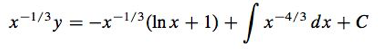 x^{-1/3} y = -x^{-1/3}(ln x + 1) + ∫ x^{-4/3} dx + C